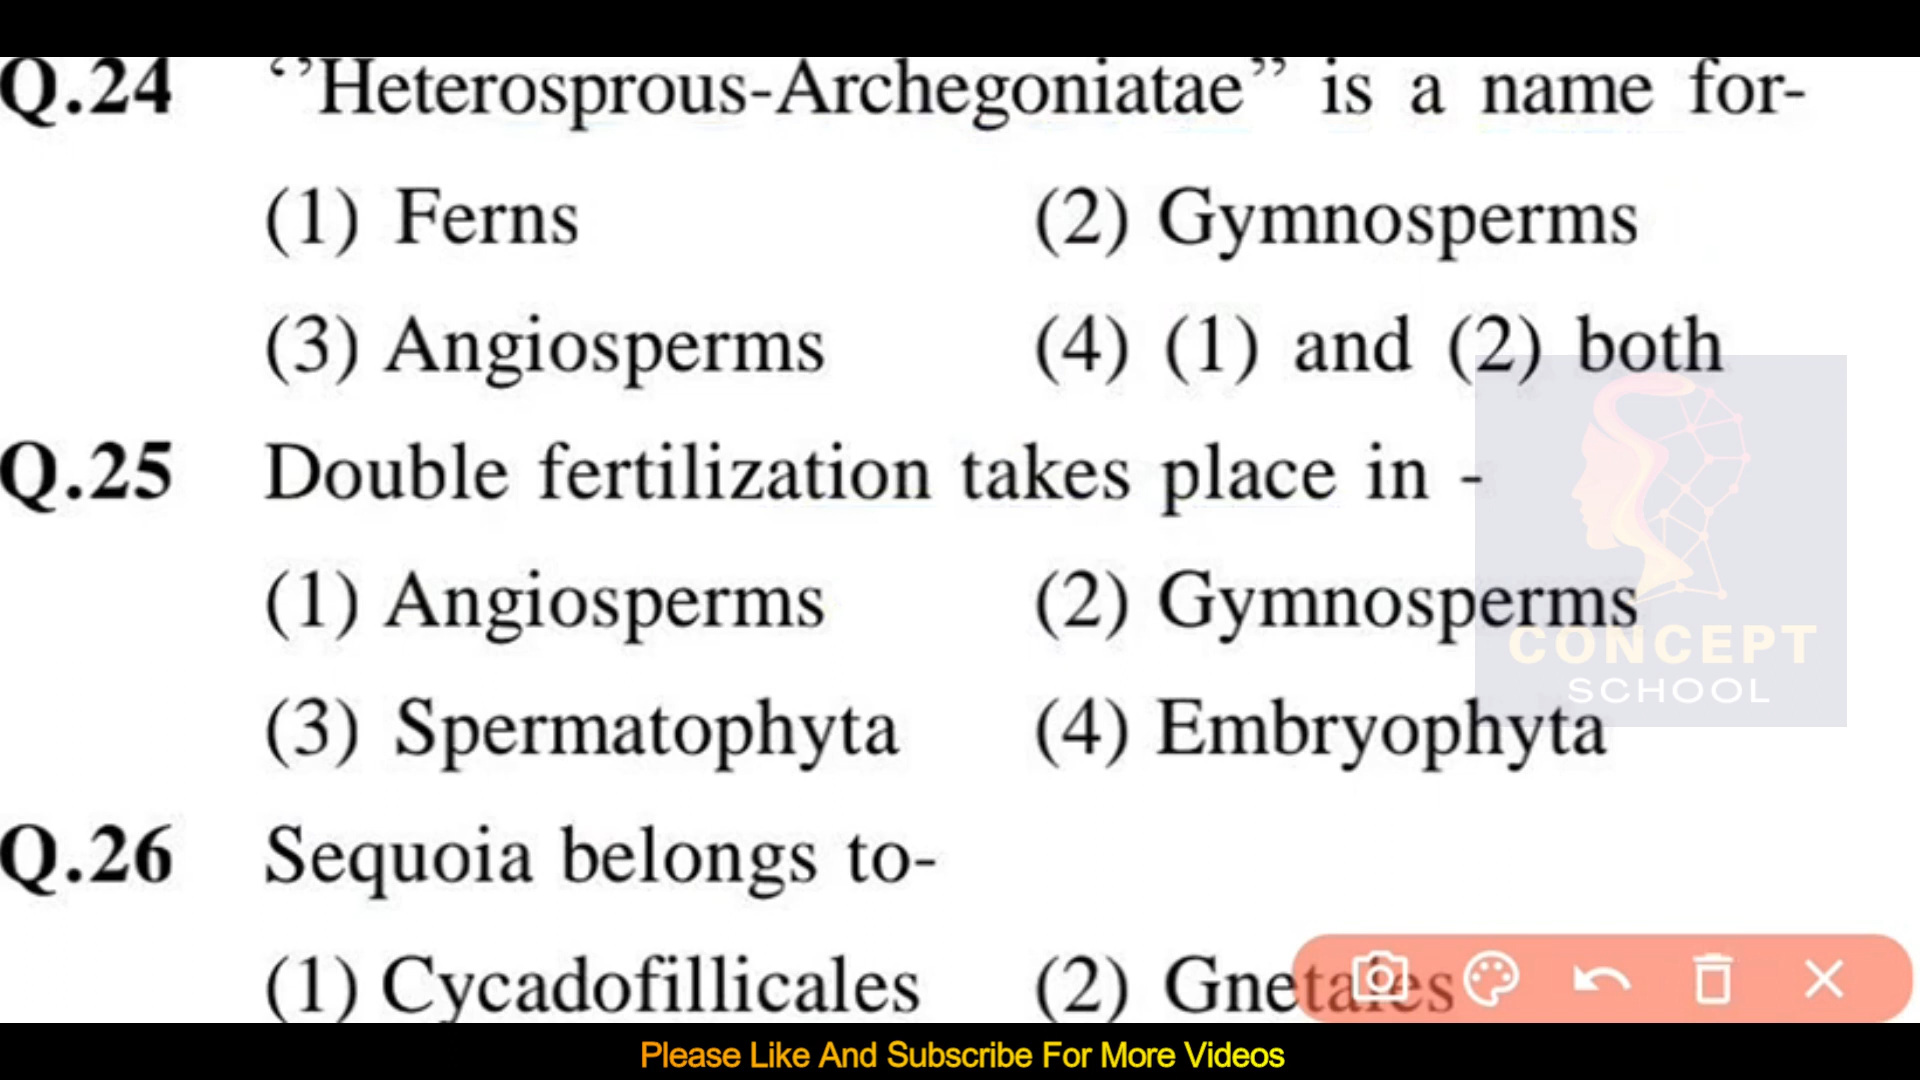 Q.24 ‘’Heterosprous-Archegoniatae’’ is a name for-
(1) Ferns (2) Gymnosperms
(3) Angiosperms (4) (1) and (2) both
Q.25 Double fertilization takes place in -
(1) Angiosperms (2) Gymnosperms
(3) Spermatophyta (4) Embryophyta
CONCEPT
SCHOOL
Q.26 Sequoia belongs to-
(1) Cycadofillicales (2) Gnetales
Please Like And Subscribe For More Videos